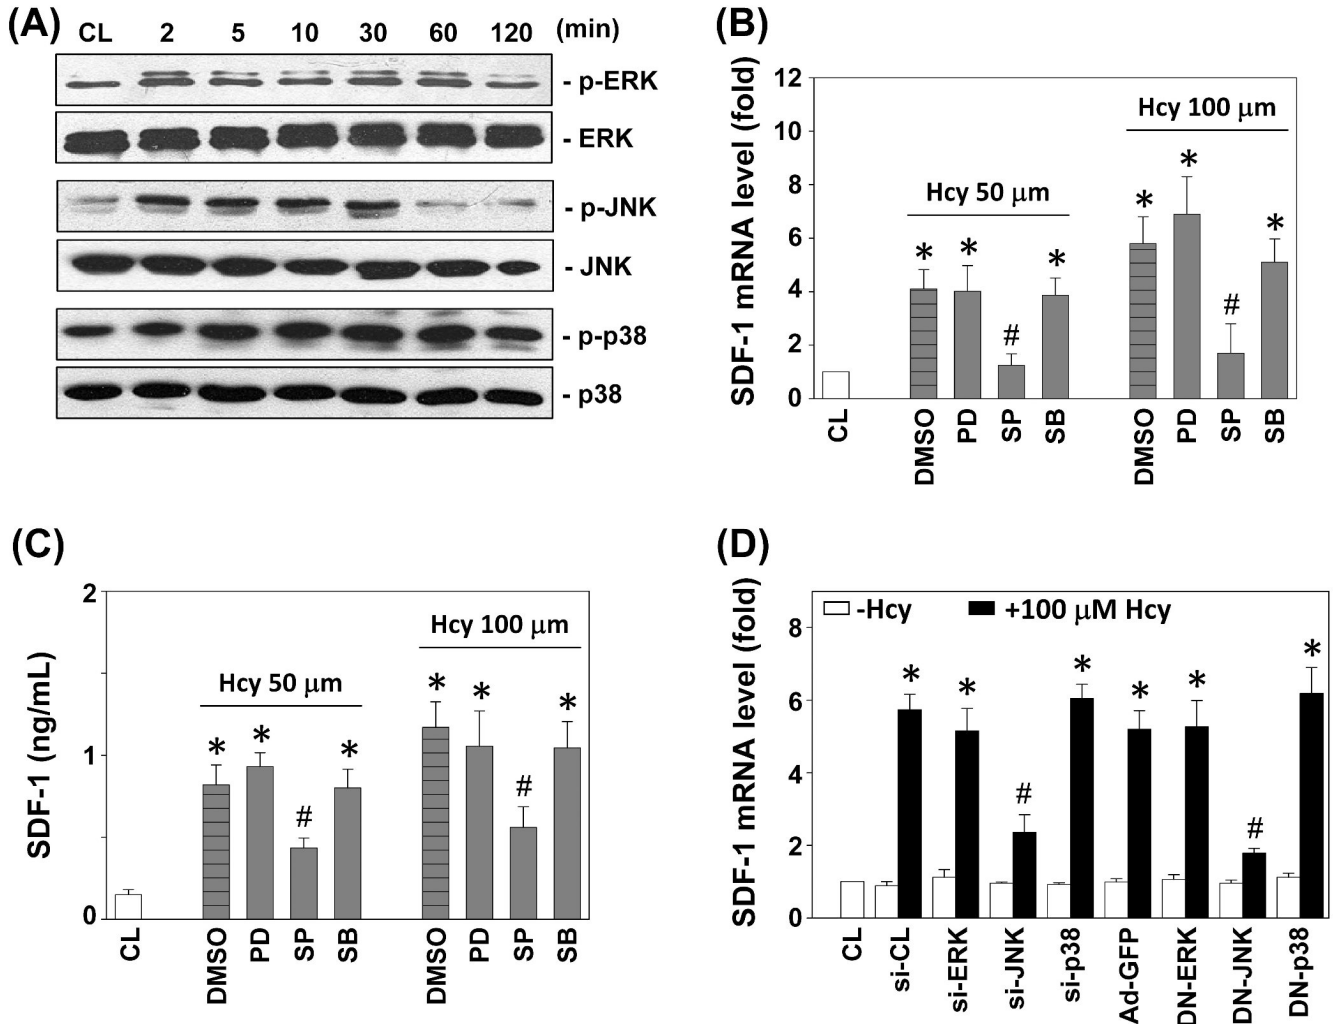 (A)
CL 2 5 10 30 60 120 (min)
- p-ERK
- ERK
- p-JNK
- JNK
- p-p38
- p38
(B)
SDF-1 mRNA level (fold)
12
10
8
6
4
2
0
Hcy 50 μm
Hcy 100 μm
* * # *
* * # *
CL DMSO PD SP SB DMSO PD SP SB
(C)
SDF-1 (ng/mL)
2
1
0
Hcy 50 μm
Hcy 100 μm
* * # *
* * # *
CL DMSO PD SP SB DMSO PD SP SB
(D)
SDF-1 mRNA level (fold)
8
6
4
2
0
-Hcy +100 μM Hcy
* * # * * * # *
CL si-CL si-ERK si-JNK si-p38 Ad-GFP DN-ERK DN-JNK DN-p38